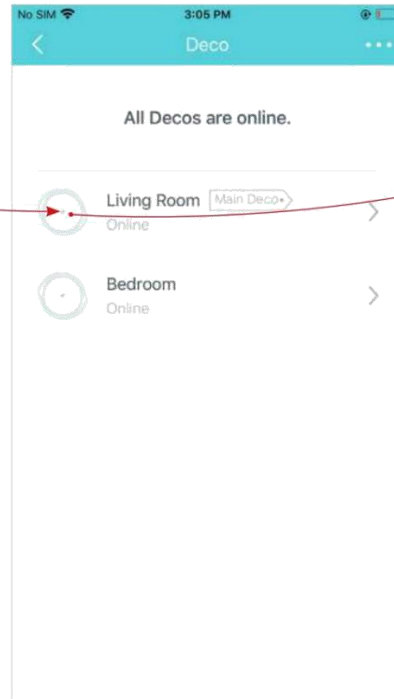 No SIM 3:05 PM
Deco
All Decos are online.
Living Room Main Deco
Online
Bedroom
Online